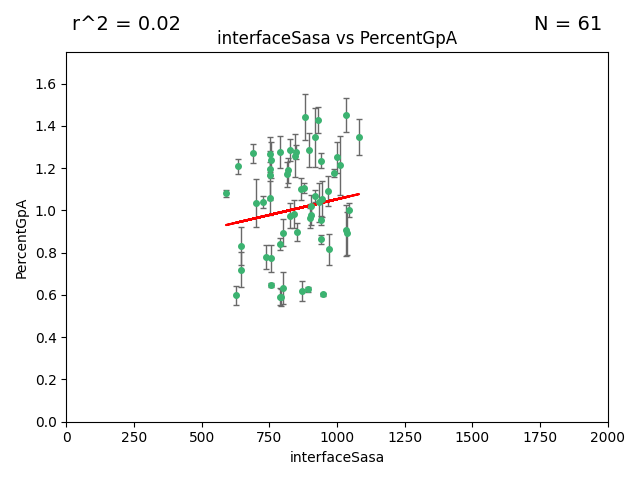 r^2 = 0.02
N = 61
interfaceSasa vs PercentGpA
PercentGpA
1.6
1.4
1.2
1.0
0.8
0.6
0.4
0.2
0.0
0 250 500 750 1000 1250 1500 1750 2000
interfaceSasa